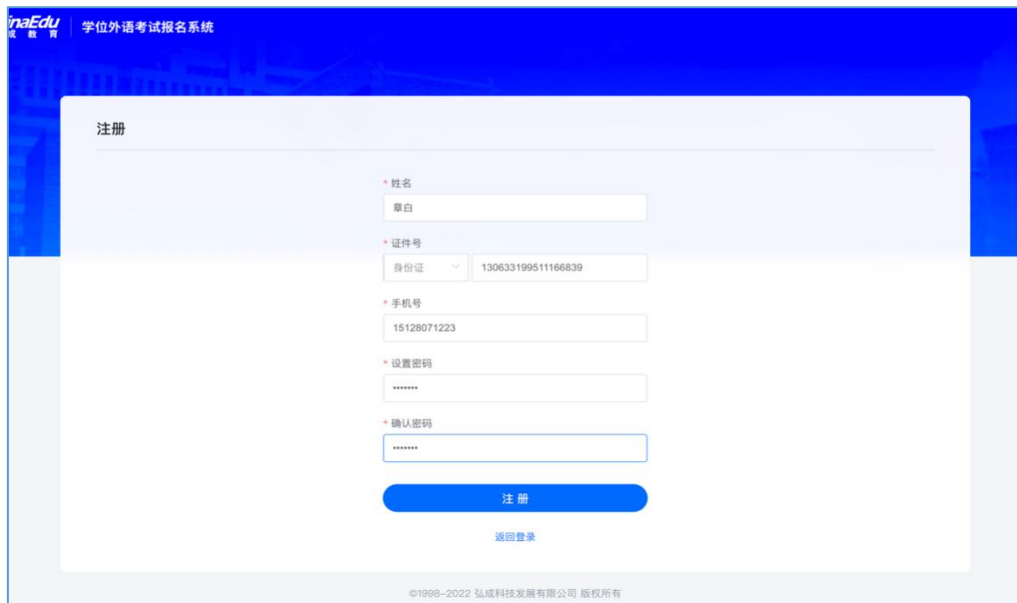 inaEdu
成 教 育
学位外语考试报名系统
注册
* 姓名
章白
* 证件号
身份证
130633199511166839
* 手机号
15128071223
* 设置密码
•••••••
* 确认密码
•••••••
注 册
返回登录
©1998-2022 弘成科技发展有限公司 版权所有